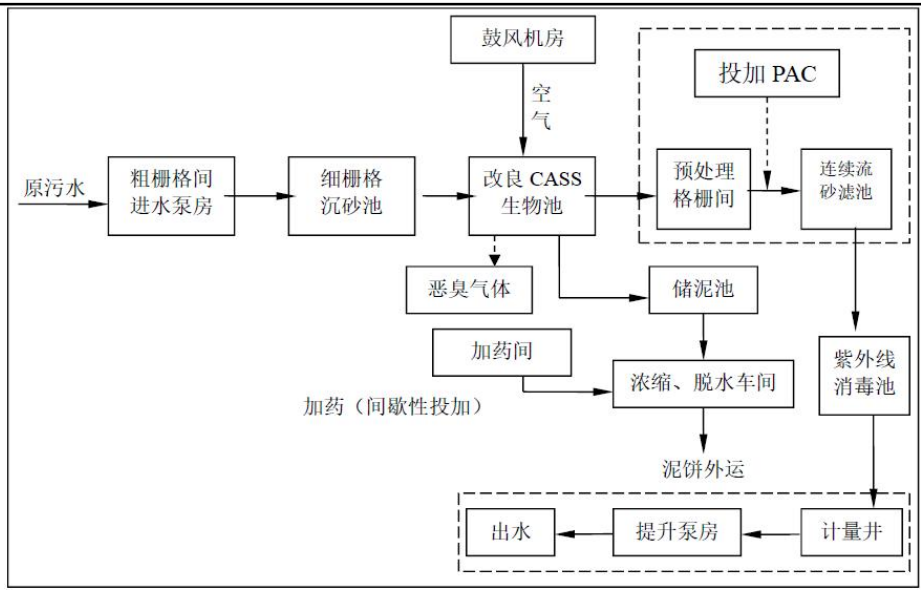 鼓风机房
投加 PAC
空
气
原污水
粗栅格间
进水泵房
细栅格
沉砂池
改良 CASS
生物池
预处理
格栅间
连续流
砂滤池
恶臭气体
储泥池
加药间
浓缩、脱水车间
紫外线
消毒池
加药（间歇性投加）
泥饼外运
出水
提升泵房
计量井